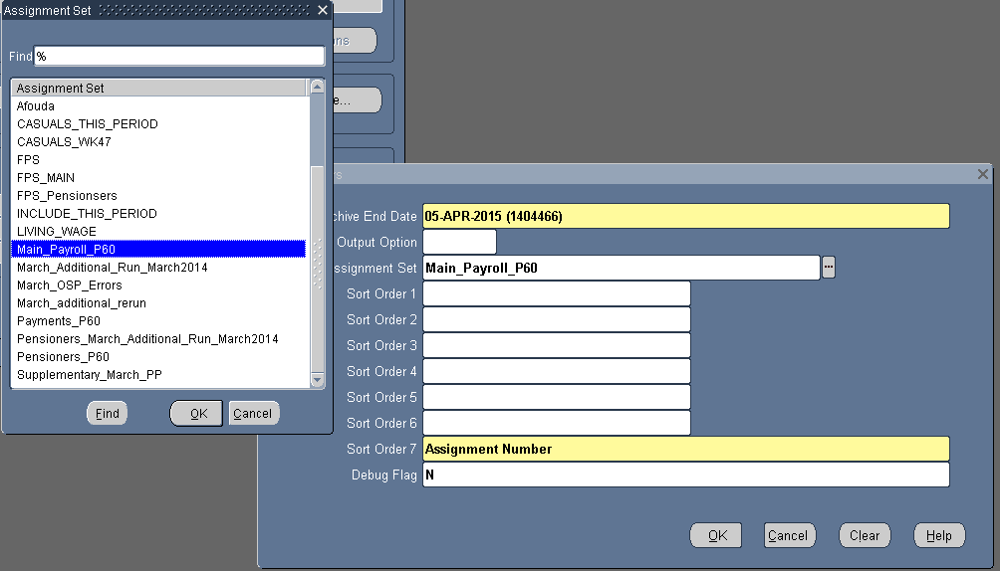 Assignment Set
Find %
Assignment Set
Afouda
CASUALS_THIS_PERIOD
CASUALS_WK47
FPS
FPS_MAIN
FPS_Pensionsers
INCLUDE_THIS_PERIOD
LIVING_WAGE
Main_Payroll_P60
March_Additional_Run_March2014
March_OSP_Errors
March_additional_rerun
Payments_P60
Pensioners_March_Additional_Run_March2014
Pensioners_P60
Supplementary_March_PP
Find OK Cancel
ns
e...
rs
chive End Date 05-APR-2015 (1404466)
Output Option
ssignment Set Main_Payroll_P60 ...
Sort Order 1
Sort Order 2
Sort Order 3
Sort Order 4
Sort Order 5
Sort Order 6
Sort Order 7 Assignment Number
Debug Flag N
OK Cancel Clear Help